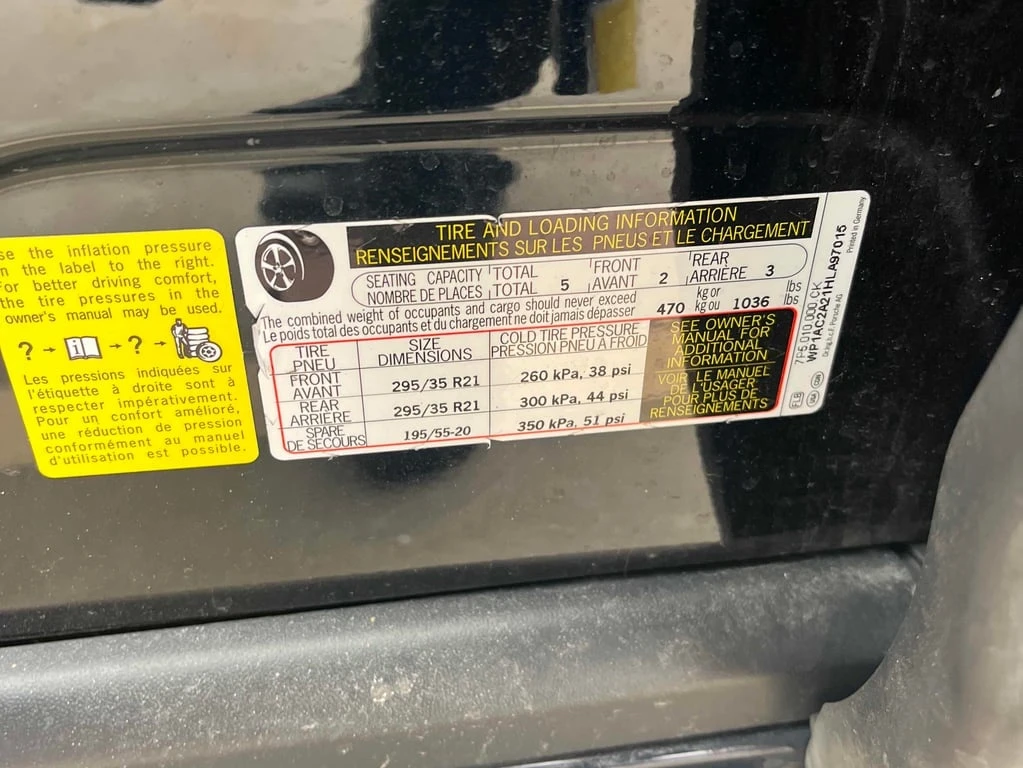 se the inflation pressure
n the label to the right.
For better driving comfort,
the tire pressures in the
owner's manual may be used.
? - i - ? -
Les pressions indiquées sur
l'étiquette à droite sont à
respecter impérativement.
Pour un confort amélioré,
une réduction de pression
conformément au manuel
d'utilisation est possible.
TIRE AND LOADING INFORMATION
RENSEIGNEMENTS SUR LES PNEUS ET LE CHARGEMENT
SEATING CAPACITY TOTAL 5 FRONT 2 REAR 3
NOMBRE DE PLACES TOTAL AVANT ARRIÈRE
The combined weight of occupants and cargo should never exceed 470 kg or 1036 lbs
Le poids total des occupants et du chargement ne doit jamais dépasser kg ou lbs
TIRE SIZE COLD TIRE PRESSURE
PNEU DIMENSIONS PRESSION PNEU A FROID
FRONT 295/35 R21 260 kPa, 38 psi
AVANT
REAR 295/35 R21 300 kPa, 44 psi
ARRIÈRE
SPARE 195/55-20 350 kPa, 51 psi
DE SECOURS
SEE OWNER'S
MANUAL FOR
ADDITIONAL
INFORMATION
VOIR LE MANUEL
DE L'USAGER
POUR PLUS DE
RENSEIGNEMENTS
7P5.010.000.CK
WP1AC2A21HLA97015
Printed in Germany